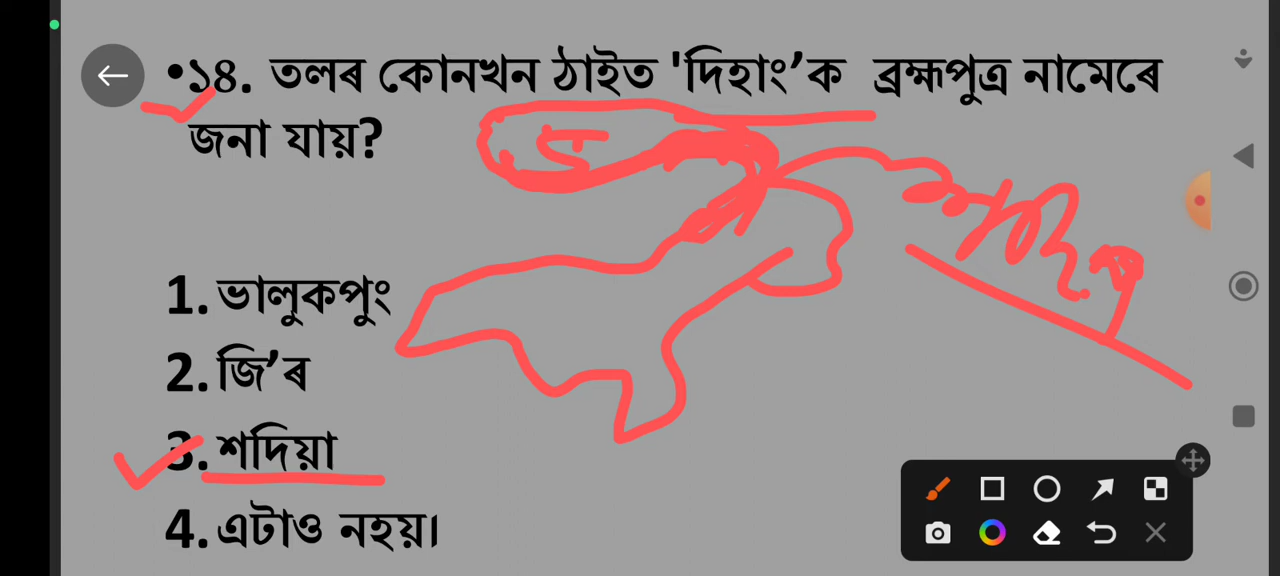 •১৪. তলৰ কোনখন ঠাইত 'দিহাং’ক ব্ৰহ্মপুত্ৰ নামেৰে
জনা যায়?
1. ভালুকপুং
2. জি’ৰ
3. শদিয়া
4. এটাও নহয়।